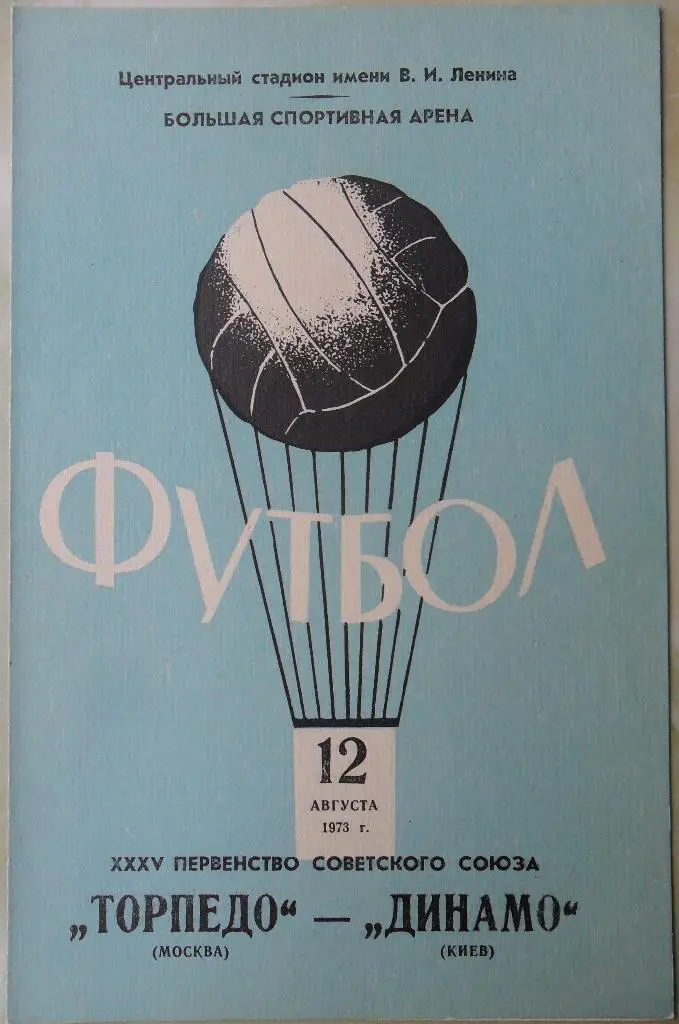 Центральный стадион имени В. И. Ленина
БОЛЬШАЯ СПОРТИВНАЯ АРЕНА
ФУТБОЛ
12
АВГУСТА
1973 г.
XXXV ПЕРВЕНСТВО СОВЕТСКОГО СОЮЗА
„ТОРПЕДО“ — „ДИНАМО“
(МОСКВА) (КИЕВ)